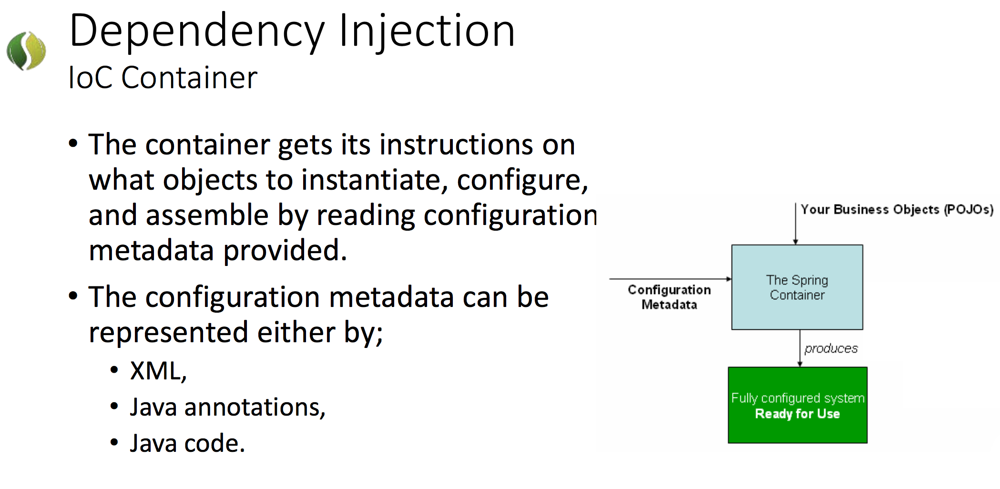 Dependency Injection
IoC Container
• The container gets its instructions on
what objects to instantiate, configure,
and assemble by reading configuration
metadata provided.
• The configuration metadata can be
represented either by;
• XML,
• Java annotations,
• Java code.
Your Business Objects (POJOs)
The Spring
Container
Configuration
Metadata
produces
Fully configured system
Ready for Use